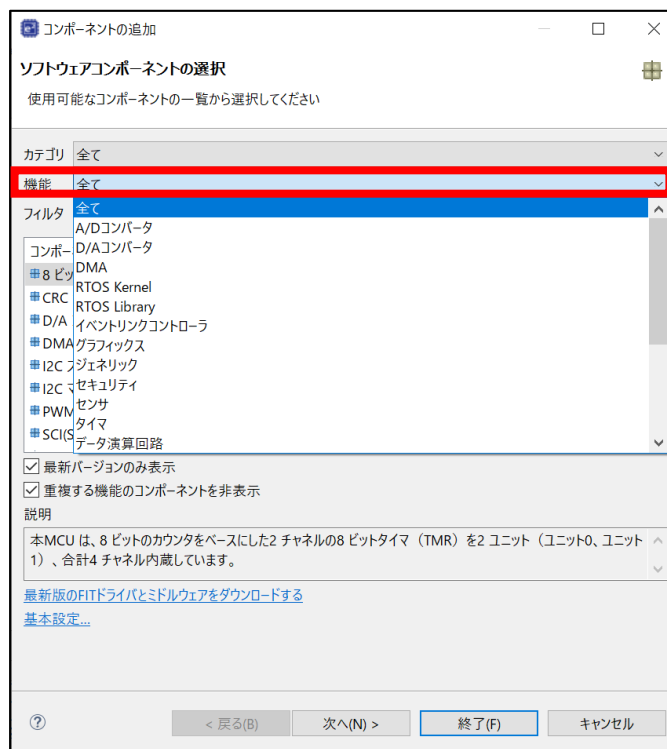 コンポーネントの追加
ソフトウェアコンポーネントの選択
使用可能なコンポーネントの一覧から選択してください
カテゴリ 全て
機能 全て
フィルタ
全て
A/Dコンバータ
D/Aコンバータ
DMA
RTOS Kernel
RTOS Library
イベントリンクコントローラ
グラフィックス
ジェネリック
セキュリティ
センサ
タイマ
データ演算回路
コンポー
8 ビッ
CRC
D/A
DMA
I2C
I2C
PWM
SCI(S
最新バージョンのみ表示
重複する機能のコンポーネントを非表示
説明
本MCU は、8 ビットのカウンタをベースにした2 チャネルの8 ビットタイマ（TMR）を2 ユニット（ユニット0、ユニット
1）、合計4 チャネル内蔵しています。
最新版のFITドライバとミドルウェアをダウンロードする
基本設定...
< 戻る(B) 次へ(N) > 終了(F) キャンセル